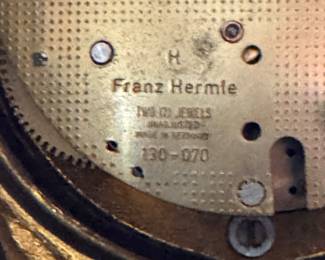 H
Franz Hermle
TWO (2) JEWELS
UNADJUSTED
MADE IN GERMANY
130-070